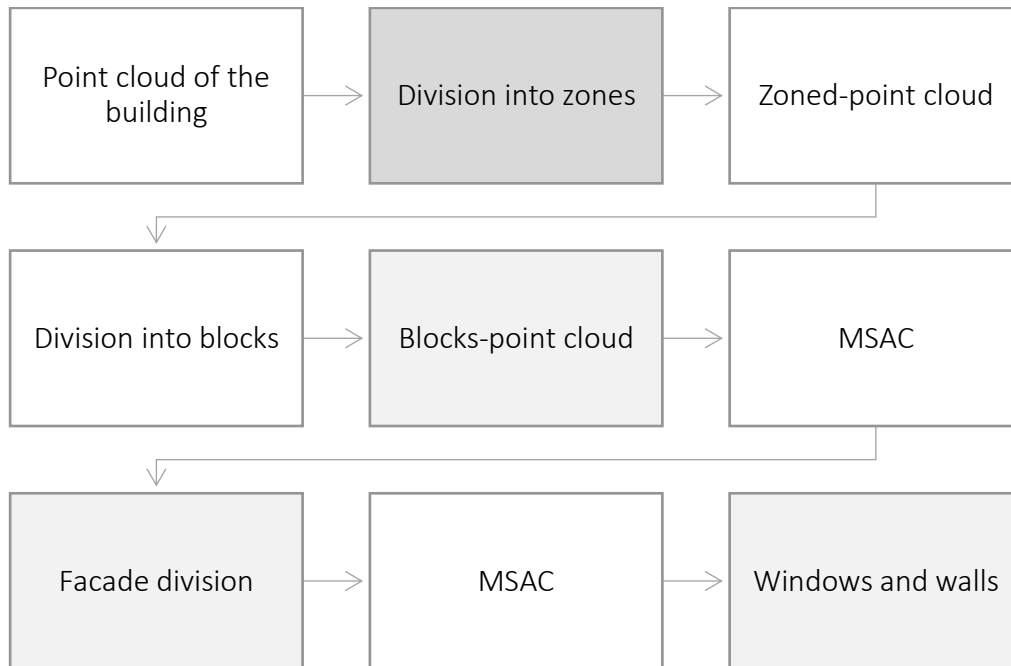 Point cloud of the
building
Division into zones
Zoned-point cloud
Division into blocks
Blocks-point cloud
MSAC
Facade division
MSAC
Windows and walls